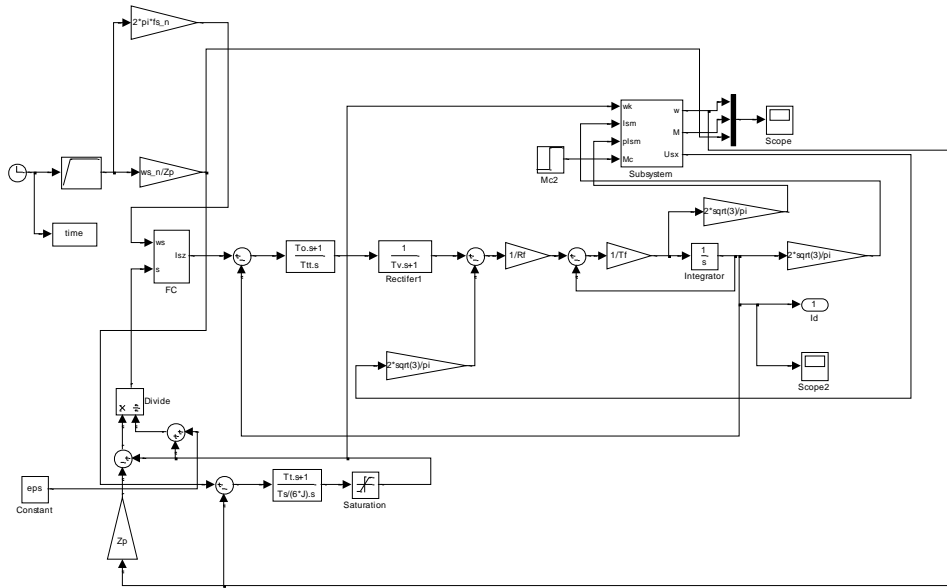 2*pi*fs_n
wk
Ism
pIsm
Mc
w
M
Usx
Subsystem
Scope
Mc2
ws_n/Zp
time
ws
s
Isz
FC
To.s+1
Ttt.s
1
Tv.s+1
Rectifer1
1/Rf
1/Tf
2*sqrt(3)/pi
1
s
Integrator
2*sqrt(3)/pi
1
Id
2*sqrt(3)/pi
Scope2
Divide
eps
Constant
Tt.s+1
Ts/(6*J).s
Saturation
Zp